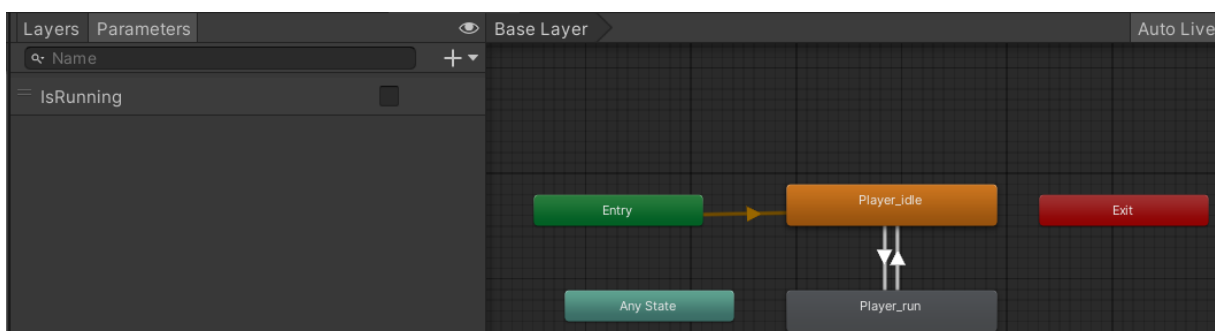 Layers Parameters
Base Layer
Auto Live
Name
IsRunning
Entry
Player_idle
Exit
Any State
Player_run